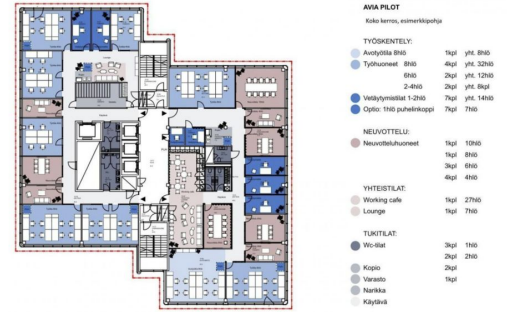 AVIA PILOT
Koko kerros, esimerkkipohja
TYÖSKENTELY:
Avotyötila 8hlö 1kpl yht. 8hlö
Työhuoneet 8hlö 4kpl yht. 32hlö
6hlö 2kpl yht. 12hlö
2-4hlö 2kpl yht. 8kpl
Vetäytymistilat 1-2hlö 7kpl yht. 14hlö
Optio: 1hlö puhelinkoppi 7kpl 7hlö
NEUVOTTELU:
Neuvotteluhuoneet 1kpl 10hlö
1kpl 8hlö
3kpl 6hlö
4kpl 4hlö
YHTEISTILAT:
Working cafe 1kpl 27hlö
Lounge 1kpl 7hlö
TUKITILAT:
Wc-tilat 3kpl 1hlö
2kpl 2hlö
Kopio 2kpl
Varasto 1kpl
Narikka
Käytävä